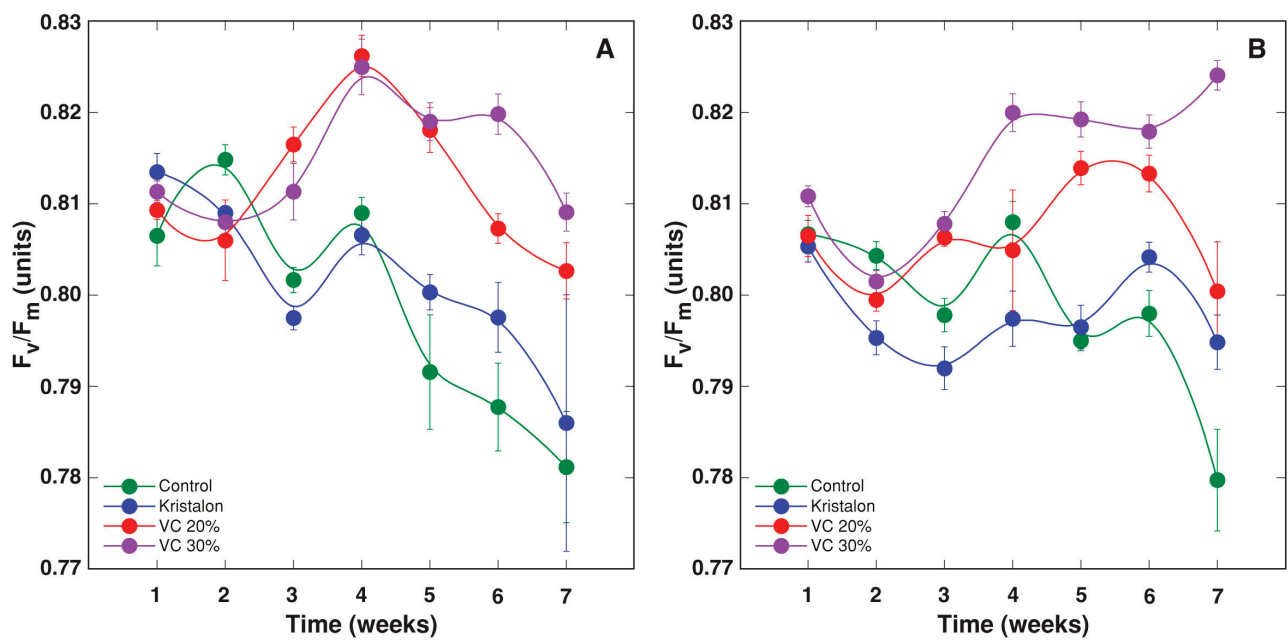 A
0.83
0.82
0.81
0.80
0.79
0.78
0.77
Fv/Fm (units)
Control
Kristalon
VC 20%
VC 30%
1 2 3 4 5 6 7
Time (weeks)
B
0.83
0.82
0.81
0.80
0.79
0.78
0.77
Fv/Fm (units)
Control
Kristalon
VC 20%
VC 30%
1 2 3 4 5 6 7
Time (weeks)